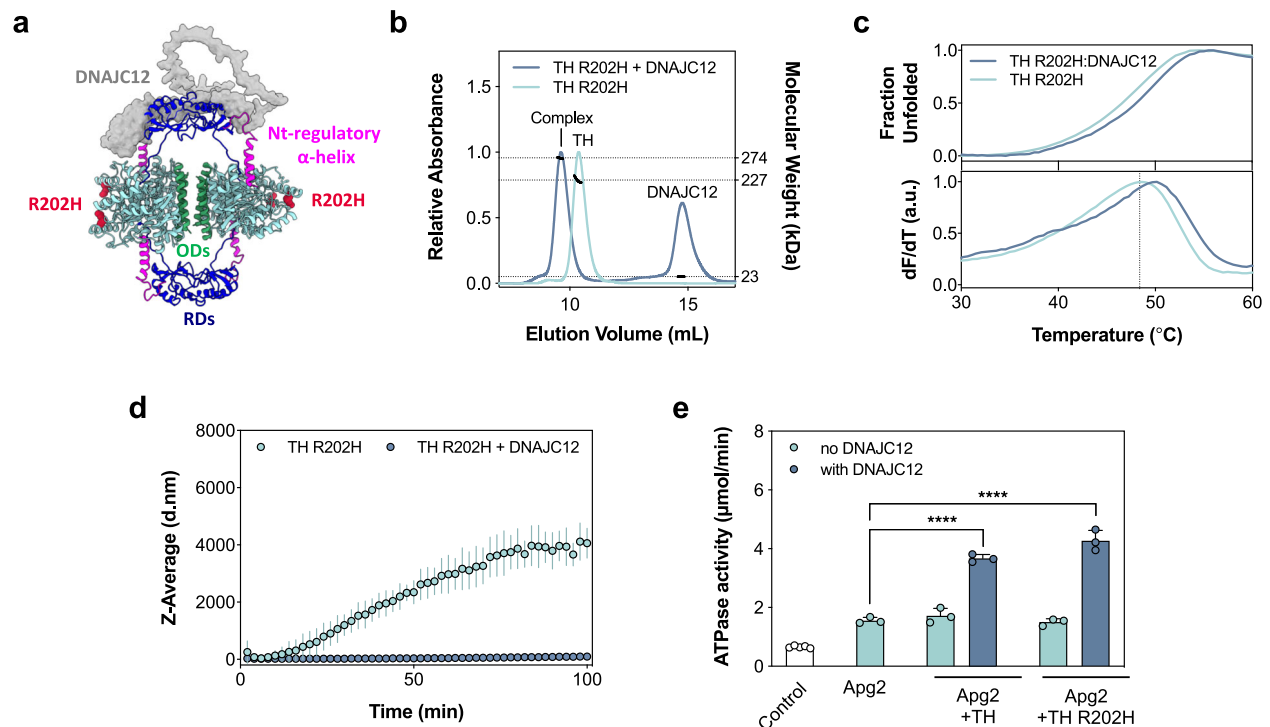 a
DNAJC12
Nt-regulatory
α-helix
R202H
R202H
ODs
RDs
b
Relative Absorbance
1.5
1.0
0.5
0.0
TH R202H + DNAJC12
TH R202H
Complex
TH
DNAJC12
274
227
23
Molecular Weight (kDa)
10
15
Elution Volume (mL)
c
Fraction
Unfolded
1.0
0.5
0.0
TH R202H:DNAJC12
TH R202H
dF/dT (a.u.)
1.0
0.5
0.0
30
40
50
60
Temperature (°C)
d
Z-Average (d.nm)
8000
6000
4000
2000
0
TH R202H
TH R202H + DNAJC12
0
50
100
Time (min)
e
ATPase activity (µmol/min)
8
6
4
2
0
no DNAJC12
with DNAJC12
****
****
Control
Apg2
Apg2
+TH
Apg2
+TH R202H